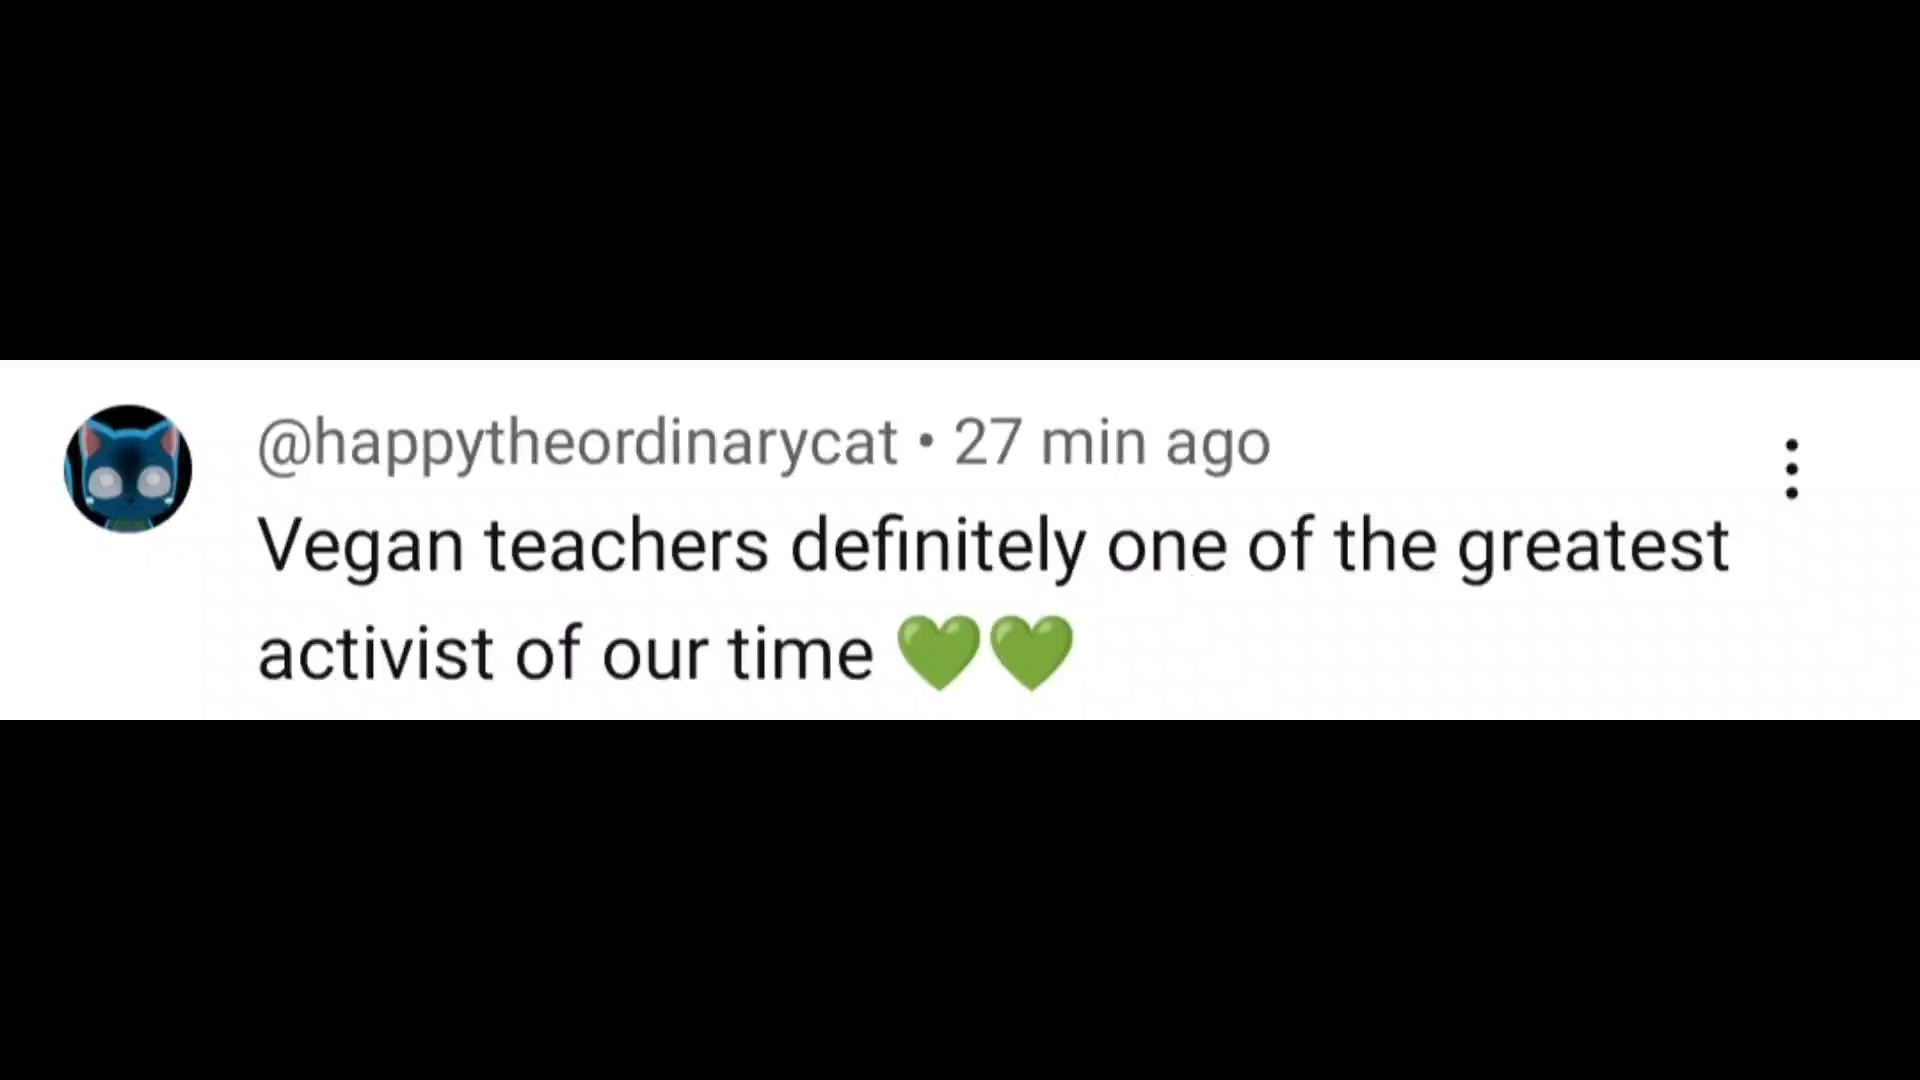 @happytheordinarycat • 27 min ago
Vegan teachers definitely one of the greatest
activist of our time 💚💚